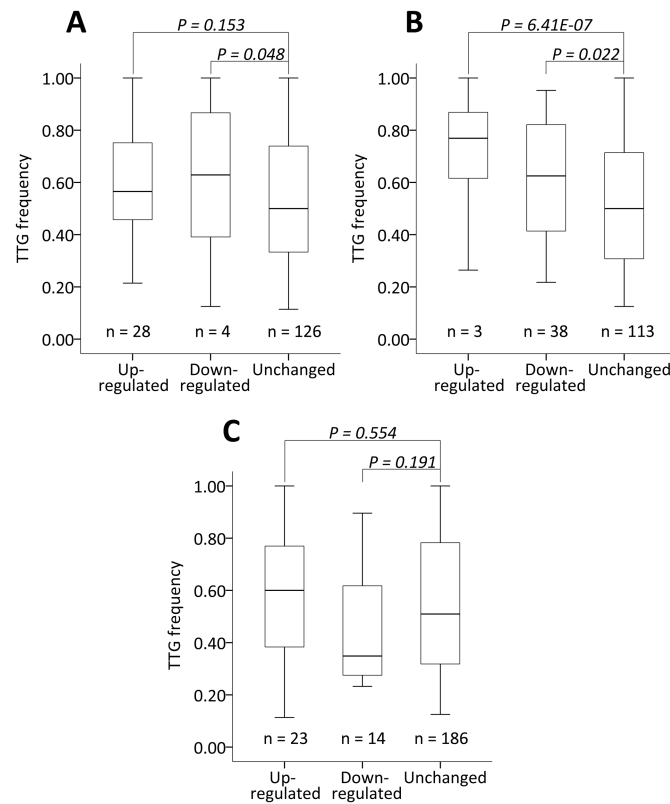 A
P = 0.153
P = 0.048
TTG frequency
1.00
0.80
0.60
0.40
0.20
0.00
n = 28
n = 4
n = 126
Up-
regulated
Down-
regulated
Unchanged
B
P = 6.41E-07
P = 0.022
TTG frequency
1.00
0.80
0.60
0.40
0.20
0.00
n = 3
n = 38
n = 113
Up-
regulated
Down-
regulated
Unchanged
C
P = 0.554
P = 0.191
TTG frequency
1.00
0.80
0.60
0.40
0.20
0.00
n = 23
n = 14
n = 186
Up-
regulated
Down-
regulated
Unchanged